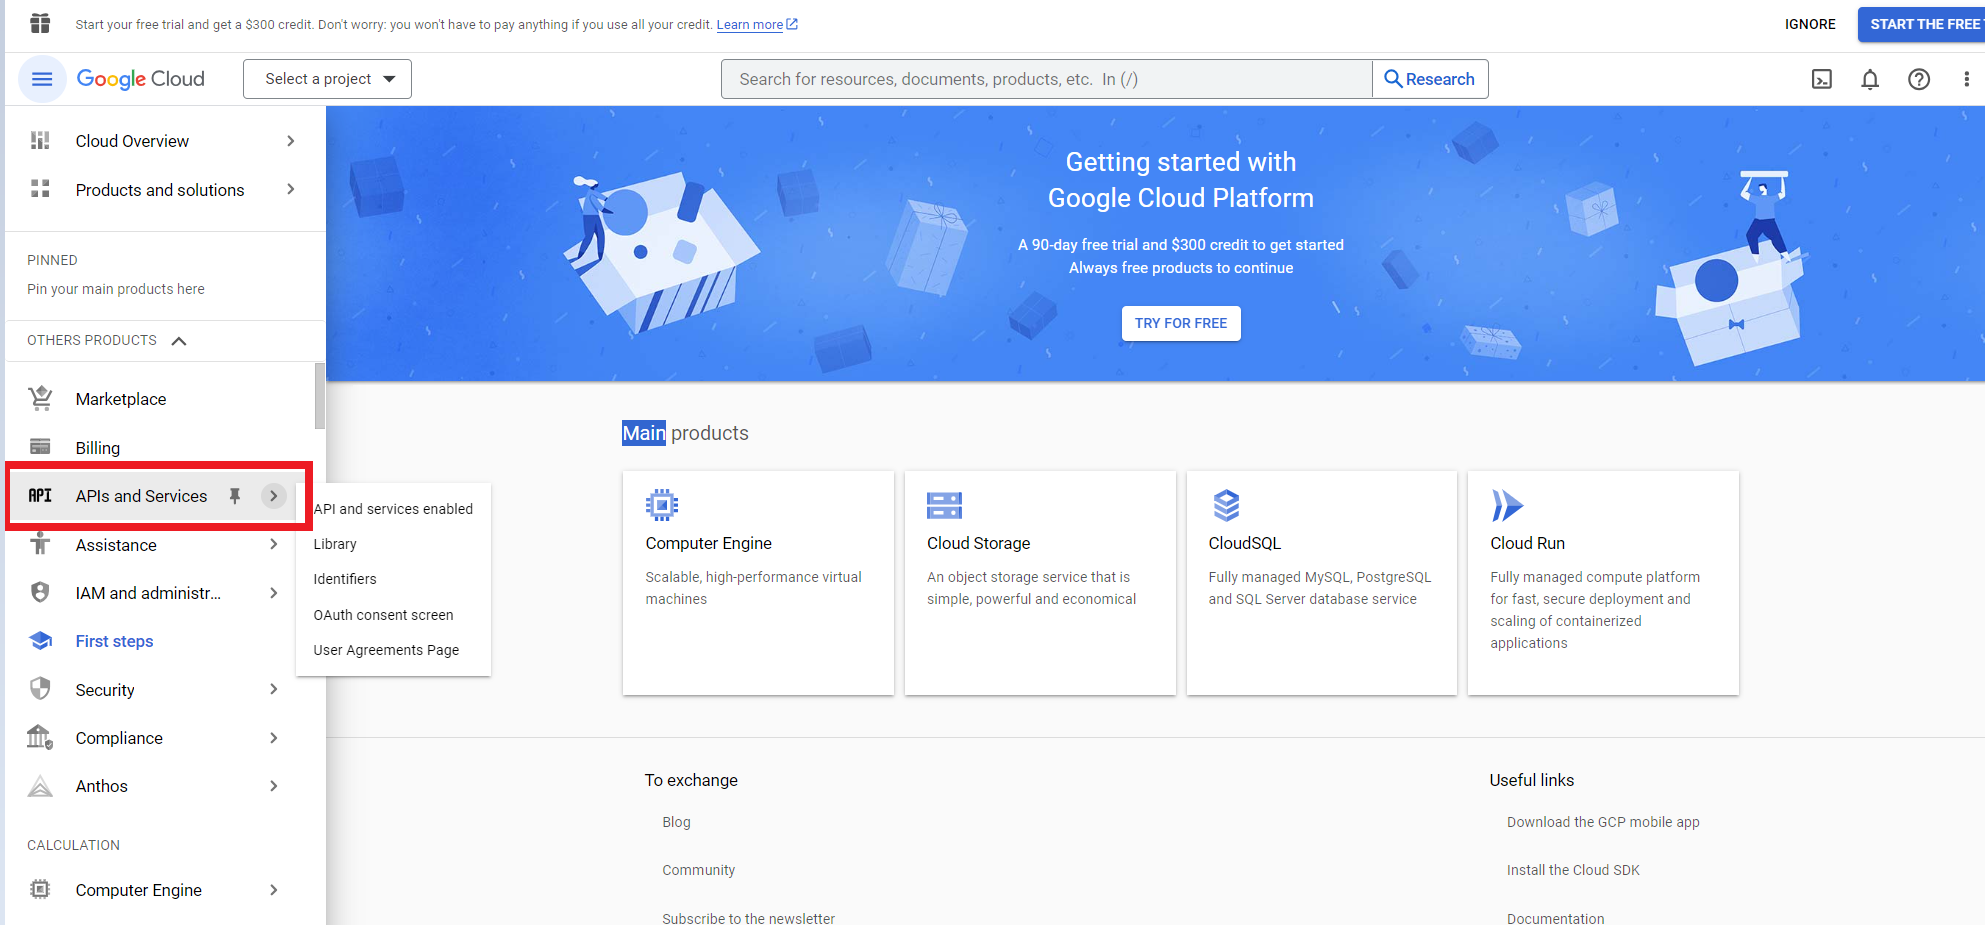 Start your free trial and get a $300 credit. Don't worry: you won't have to pay anything if you use all your credit. Learn more
IGNORE
START THE FREE
Google Cloud
Select a project
Search for resources, documents, products, etc. In (/)
Research
Cloud Overview
Products and solutions
PINNED
Pin your main products here
OTHERS PRODUCTS
Marketplace
Billing
API APIs and Services
Assistance
IAM and administr...
First steps
Security
Compliance
Anthos
CALCULATION
Computer Engine
API and services enabled
Library
Identifiers
OAuth consent screen
User Agreements Page
Getting started with
Google Cloud Platform
A 90-day free trial and $300 credit to get started
Always free products to continue
TRY FOR FREE
Main products
Computer Engine
Scalable, high-performance virtual
machines
Cloud Storage
An object storage service that is
simple, powerful and economical
CloudSQL
Fully managed MySQL, PostgreSQL
and SQL Server database service
Cloud Run
Fully managed compute platform
for fast, secure deployment and
scaling of containerized
applications
To exchange
Blog
Community
Subscribe to the newsletter
Useful links
Download the GCP mobile app
Install the Cloud SDK
Documentation